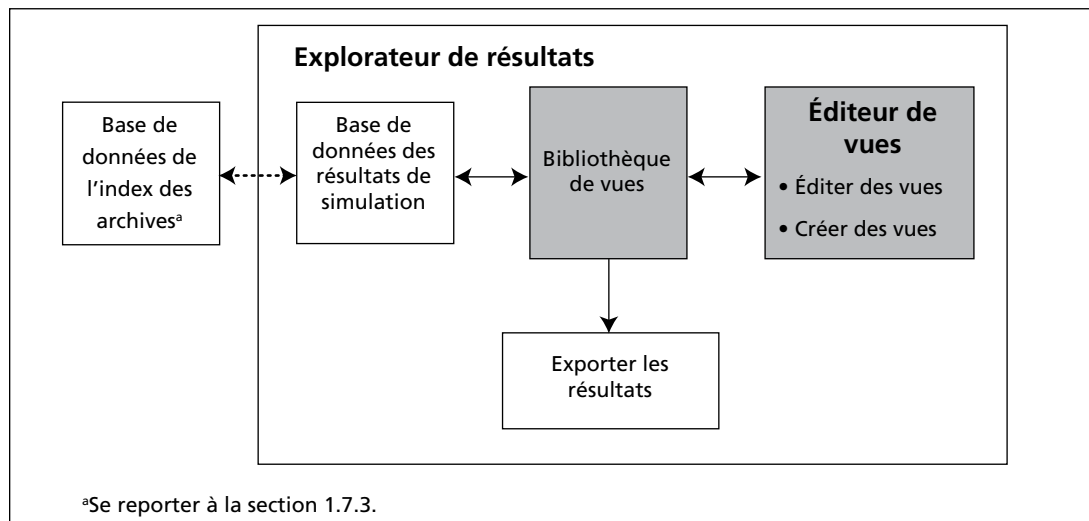 Explorateur de résultats
Base de
données de
l'index des
archivesᵃ
Base de
données des
résultats de
simulation
Bibliothèque
de vues
Éditeur de
vues
• Éditer des vues
• Créer des vues
Exporter les
résultats
ᵃSe reporter à la section 1.7.3.